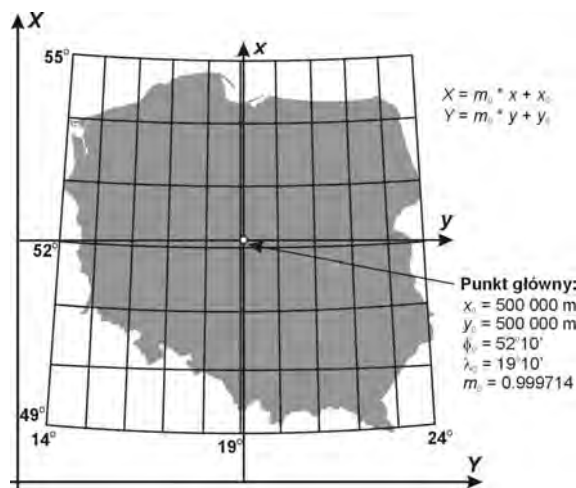 X
55°
x
X = m₀ * x + x₀
Y = m₀ * y + y₀
y
52°
Punkt główny:
x₀ = 500 000 m
y₀ = 500 000 m
ϕ₀ = 52°10'
λ₀ = 19°10'
m₀ = 0.999714
49°
14°
19°
24°
Y